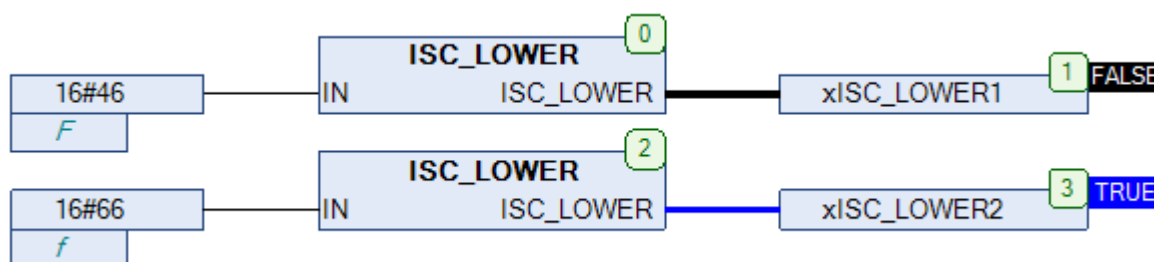 0
ISC_LOWER
16#46 IN ISC_LOWER xISC_LOWER1 1 FALSE
F
2
ISC_LOWER
16#66 IN ISC_LOWER xISC_LOWER2 3 TRUE
f